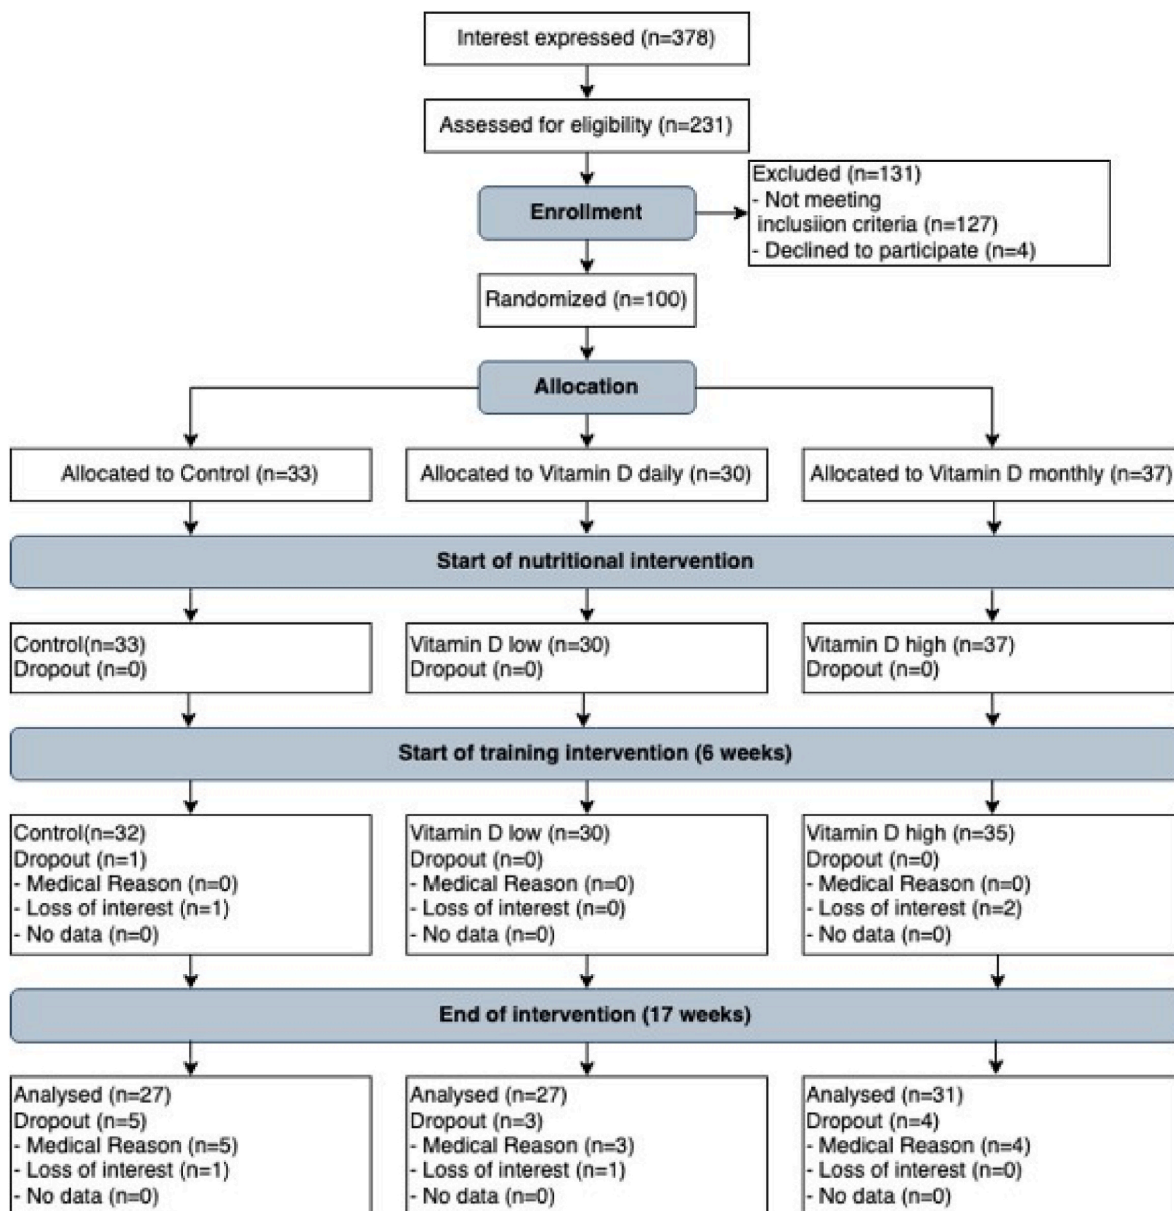 Interest expressed (n=378)
Assessed for eligibility (n=231)
Enrollment
Excluded (n=131)
- Not meeting
inclusiion criteria (n=127)
- Declined to participate (n=4)
Randomized (n=100)
Allocation
Allocated to Control (n=33)
Allocated to Vitamin D daily (n=30)
Allocated to Vitamin D monthly (n=37)
Start of nutritional intervention
Control(n=33)
Dropout (n=0)
Vitamin D low (n=30)
Dropout (n=0)
Vitamin D high (n=37)
Dropout (n=0)
Start of training intervention (6 weeks)
Control(n=32)
Dropout (n=1)
- Medical Reason (n=0)
- Loss of interest (n=1)
- No data (n=0)
Vitamin D low (n=30)
Dropout (n=0)
- Medical Reason (n=0)
- Loss of interest (n=0)
- No data (n=0)
Vitamin D high (n=35)
Dropout (n=0)
- Medical Reason (n=0)
- Loss of interest (n=2)
- No data (n=0)
End of intervention (17 weeks)
Analysed (n=27)
Dropout (n=5)
- Medical Reason (n=5)
- Loss of interest (n=1)
- No data (n=0)
Analysed (n=27)
Dropout (n=3)
- Medical Reason (n=3)
- Loss of interest (n=1)
- No data (n=0)
Analysed (n=31)
Dropout (n=4)
- Medical Reason (n=4)
- Loss of interest (n=0)
- No data (n=0)